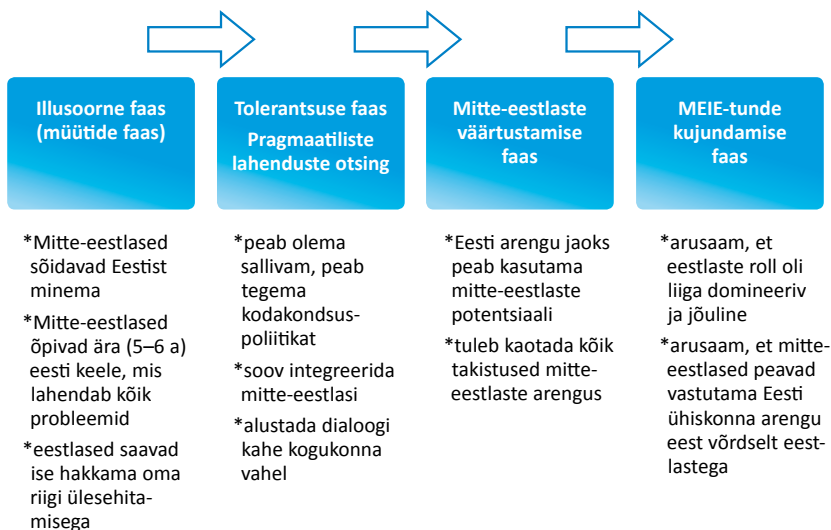 Illusoorne faas
(müütide faas)
Tolerantsuse faas
Pragmaatiliste
lahenduste otsing
Mitte-eestlaste
väärtustamise
faas
MEIE-tunde
kujundamise
faas
*Mitte-eestlased
sõidavad Eestist
minema
*Mitte-eestlased
õpivad ära (5–6 a)
eesti keele, mis
lahendab kõik
probleemid
*eestlased saavad
ise hakkama oma
riigi ülesehita-
misega
*peab olema
sallivam, peab
tegema
kodakondsus-
poliitikat
*soov integreerida
mitte-eestlasi
*alustada dialoogi
kahe kogukonna
vahel
*Eesti arengu jaoks
peab kasutama
mitte-eestlaste
potentsiaali
*tuleb kaotada kõik
takistused mitte-
eestlaste arengus
*arusaam, et
eestlaste roll oli
liiga domineeriv
ja jõuline
*arusaam, et mitte-
eestlased peavad
vastutama Eesti
ühiskonna arengu
eest võrdselt eest-
lastega